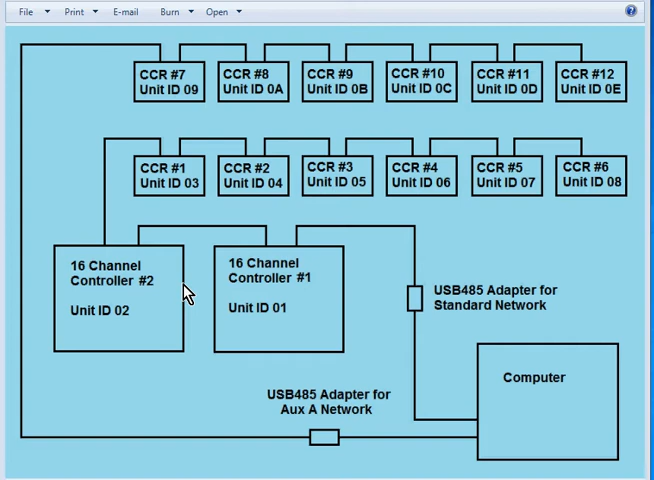 File Print E-mail Burn Open
CCR #7
Unit ID 09
CCR #8
Unit ID 0A
CCR #9
Unit ID 0B
CCR #10
Unit ID 0C
CCR #11
Unit ID 0D
CCR #12
Unit ID 0E
CCR #1
Unit ID 03
CCR #2
Unit ID 04
CCR #3
Unit ID 05
CCR #4
Unit ID 06
CCR #5
Unit ID 07
CCR #6
Unit ID 08
16 Channel
Controller #2
Unit ID 02
16 Channel
Controller #1
Unit ID 01
USB485 Adapter for
Standard Network
Computer
USB485 Adapter for
Aux A Network